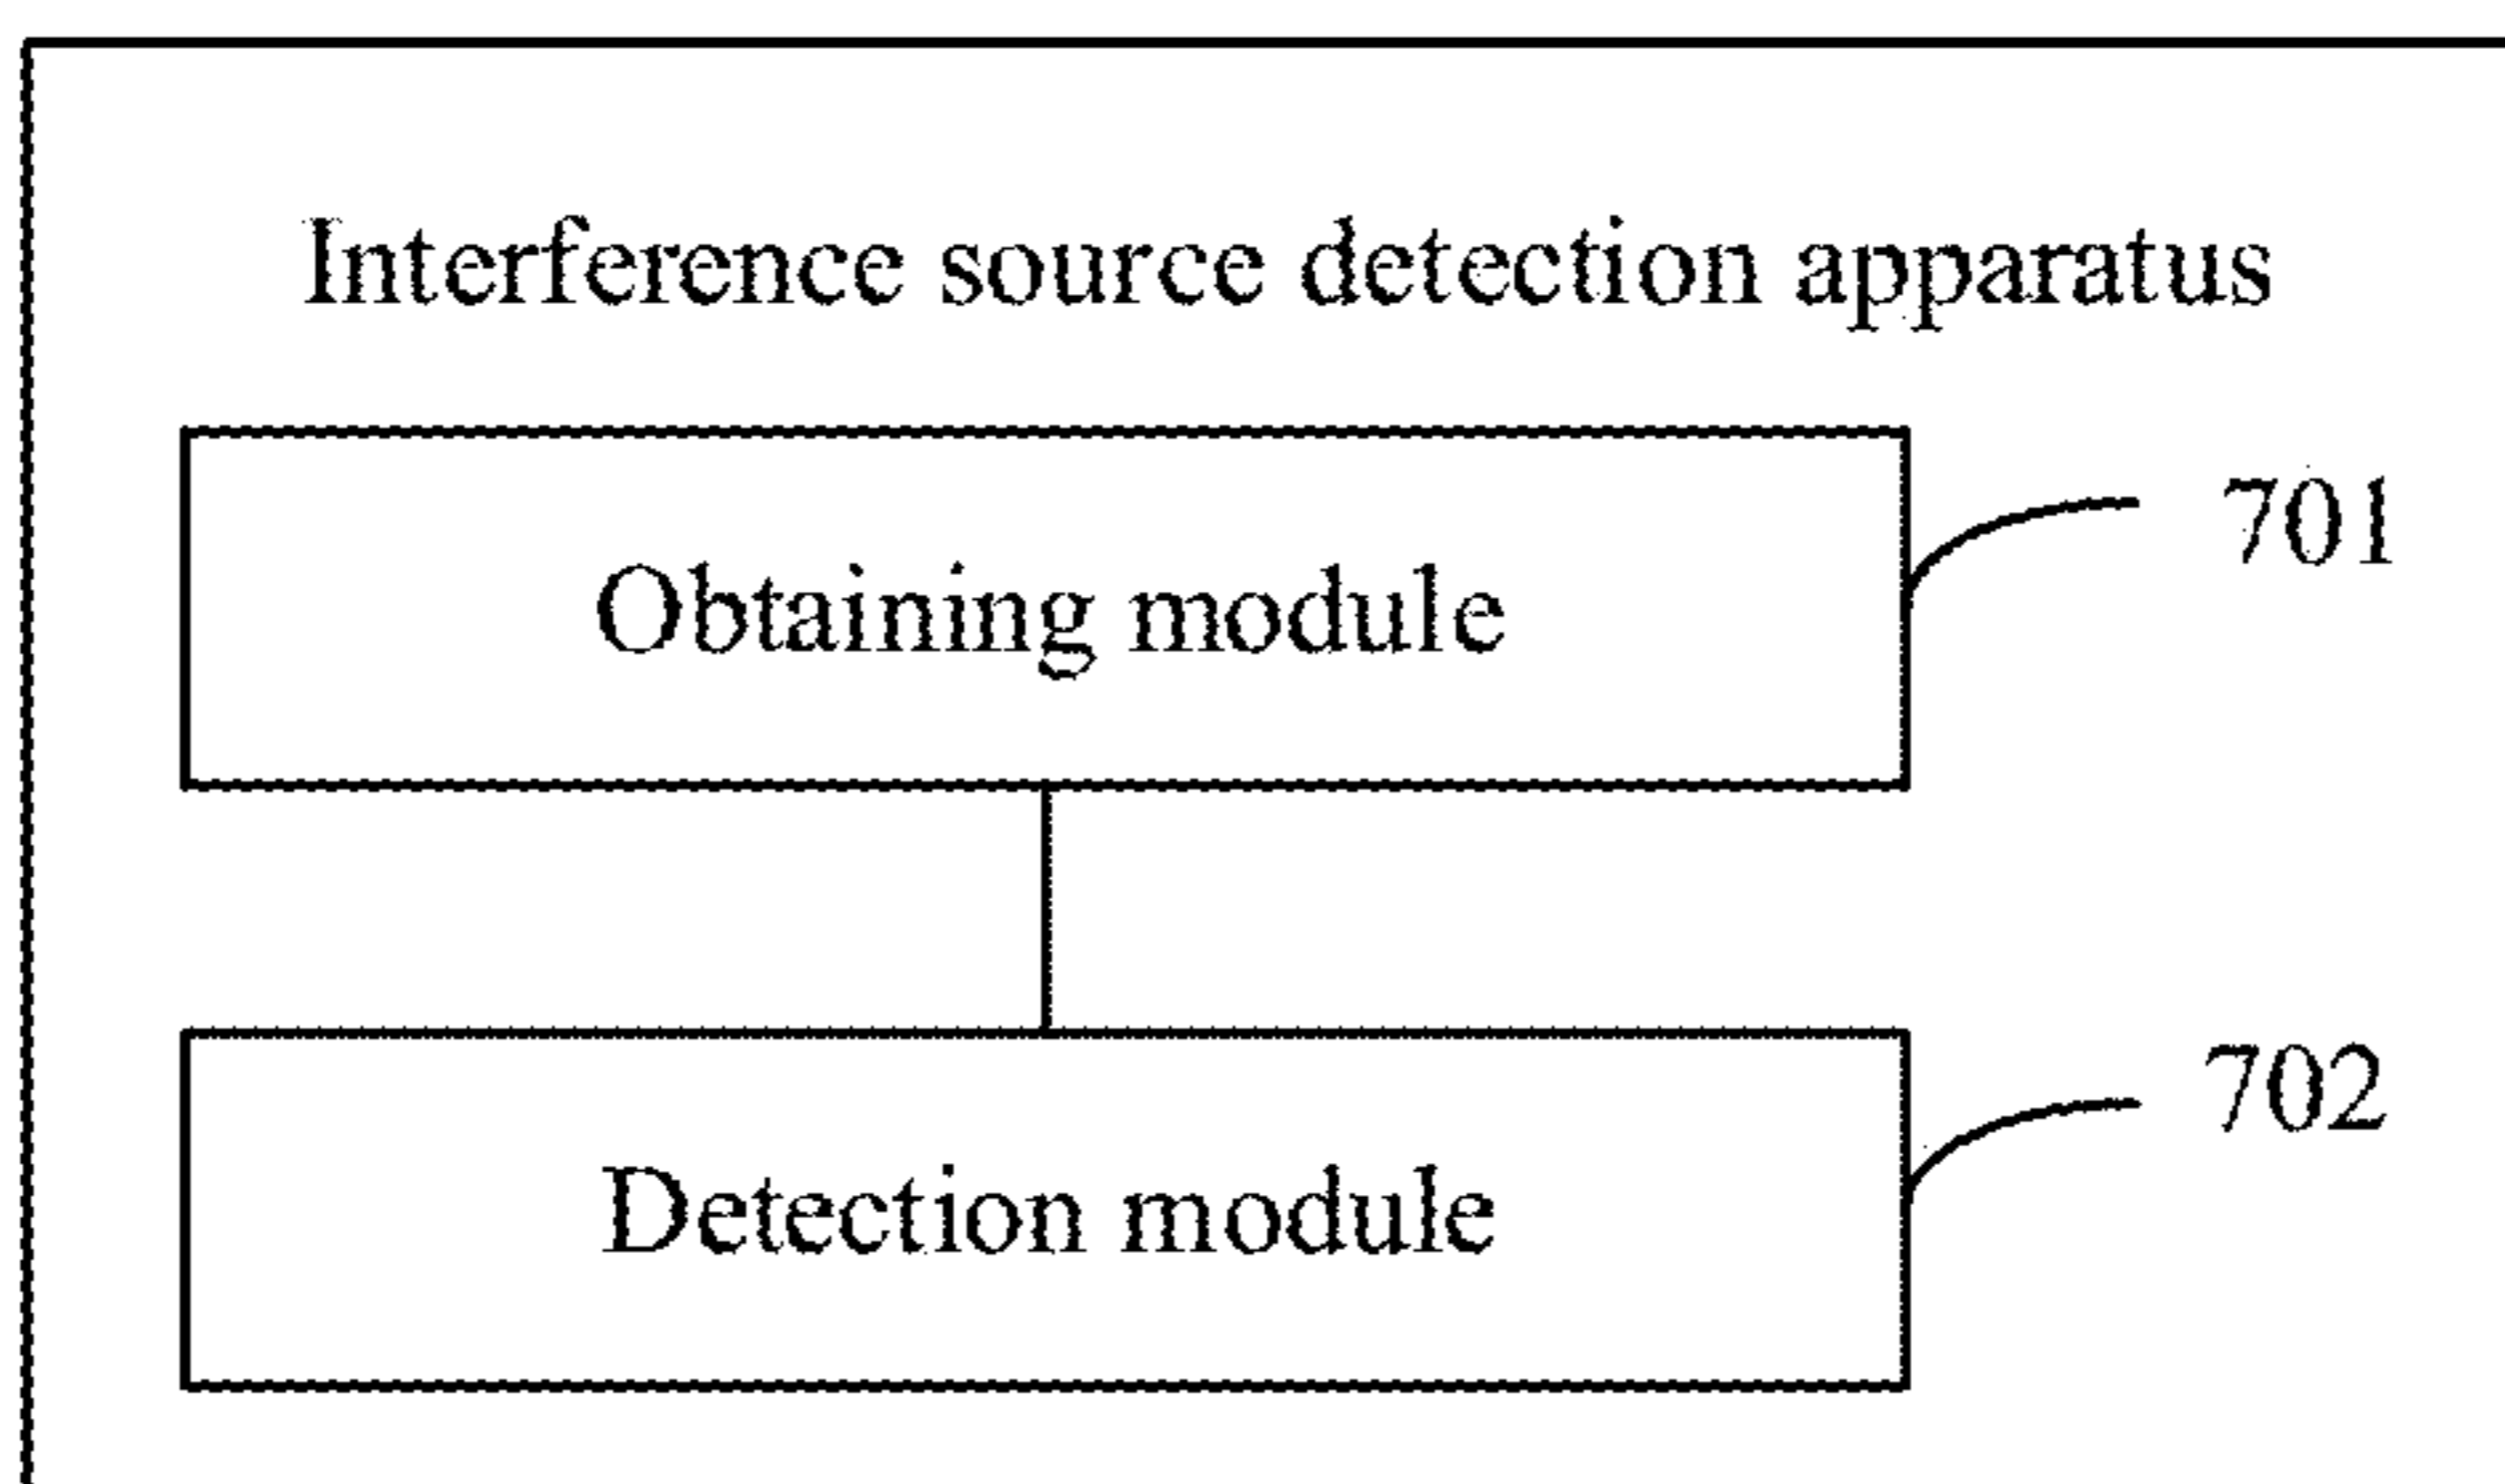 Interference source detection apparatus
701
Obtaining module
702
Detection module